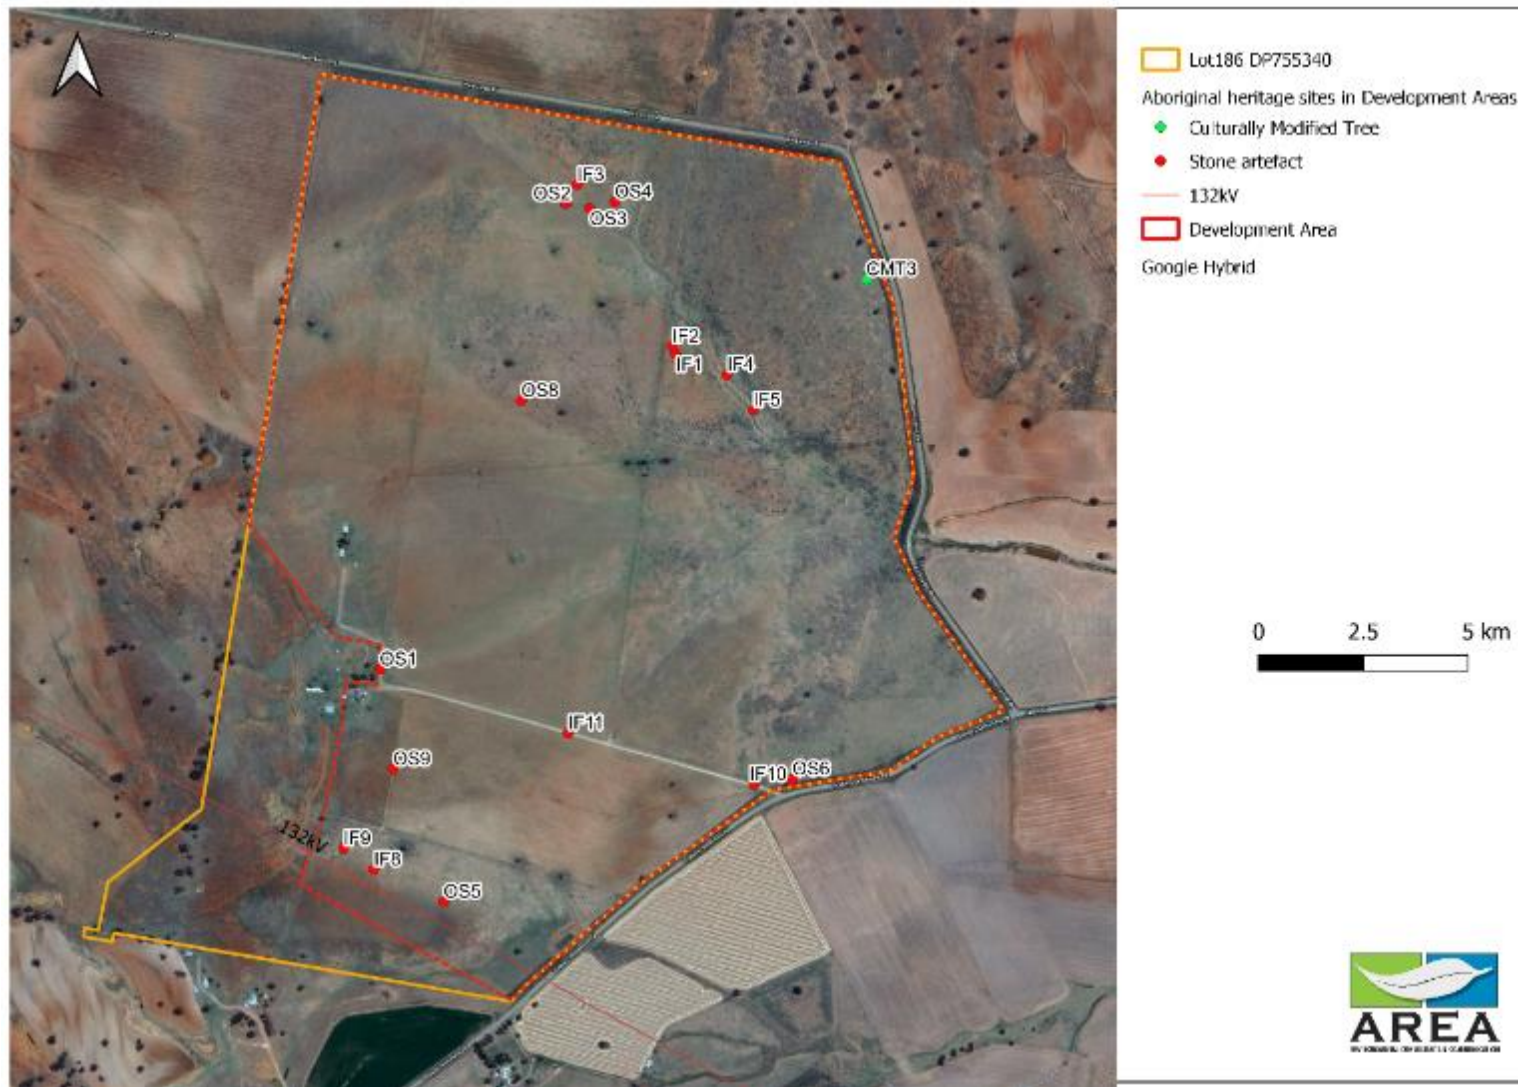 Lot186 DP755340
Aboriginal heritage sites in Development Areas
Culturally Modified Tree
Stone artefact
132kV
Development Area
Google Hybrid
IF3
OS2
OS4
OS3
CMT3
IF2
IF1
IF4
OS8
IF5
OS1
IF11
OS9
IF10
OS6
132kV
IF9
IF8
OS5
0 2.5 5 km
AREA